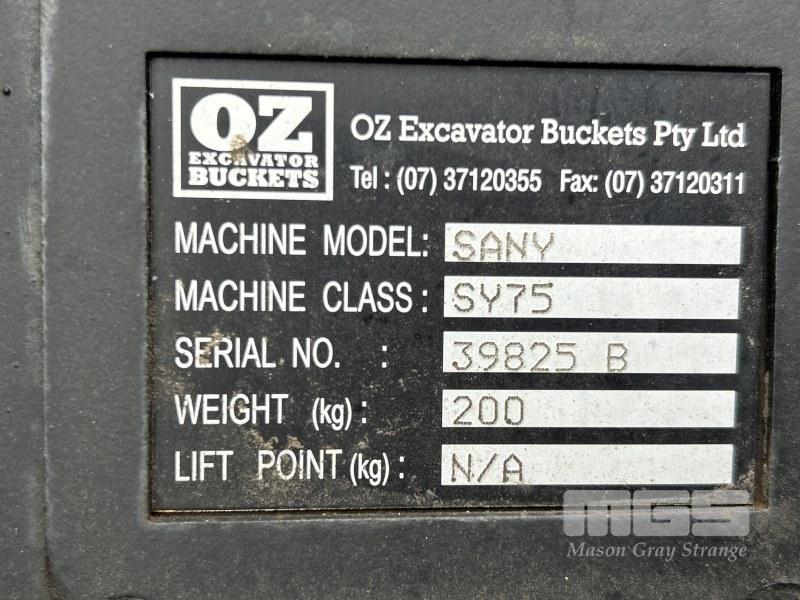 OZ
EXCAVATOR
BUCKETS
OZ Excavator Buckets Pty Ltd
Tel : (07) 37120355 Fax: (07) 37120311
MACHINE MODEL: SANY
MACHINE CLASS: SY75
SERIAL NO. : 39825 B
WEIGHT (kg): 200
LIFT POINT (kg): N/A
MGS
Mason Gray Strange